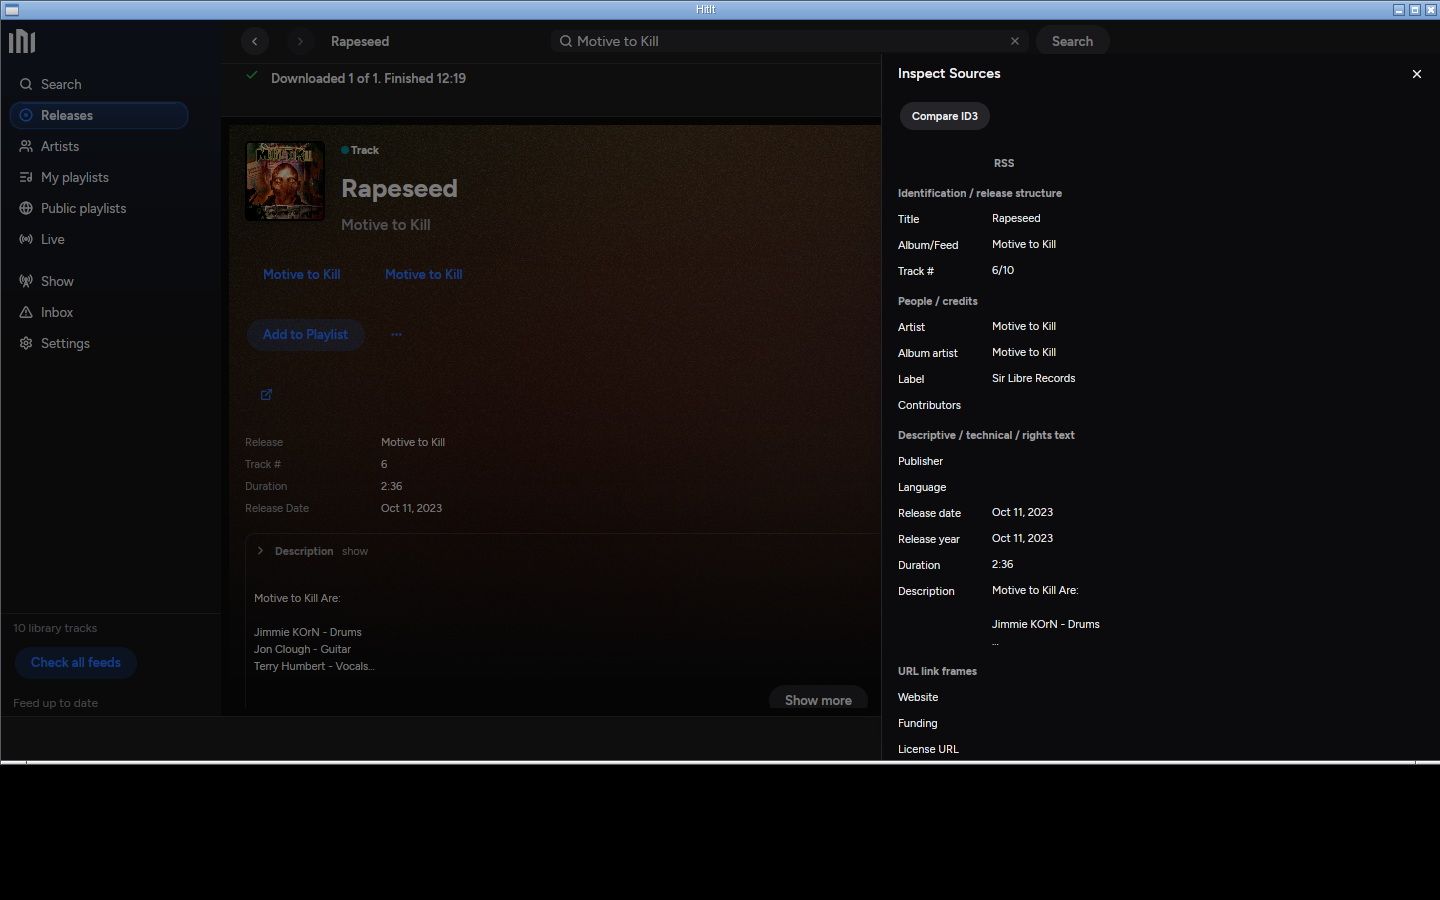 HitIt
Rapeseed
Motive to Kill
Search
Search
Releases
Artists
My playlists
Public playlists
Live
Show
Inbox
Settings
10 library tracks
Check all feeds
Feed up to date
Downloaded 1 of 1. Finished 12:19
Track
Rapeseed
Motive to Kill
Motive to Kill Motive to Kill
Add to Playlist ...
Release Motive to Kill
Track # 6
Duration 2:36
Release Date Oct 11, 2023
Description show
Motive to Kill Are:
Jimmie KOrN - Drums
Jon Clough - Guitar
Terry Humbert - Vocals...
Show more
Inspect Sources
Compare ID3
RSS
Identification / release structure
Title Rapeseed
Album/Feed Motive to Kill
Track # 6/10
People / credits
Artist Motive to Kill
Album artist Motive to Kill
Label Sir Libre Records
Contributors
Descriptive / technical / rights text
Publisher
Language
Release date Oct 11, 2023
Release year Oct 11, 2023
Duration 2:36
Description Motive to Kill Are:
Jimmie KOrN - Drums
...
URL link frames
Website
Funding
License URL